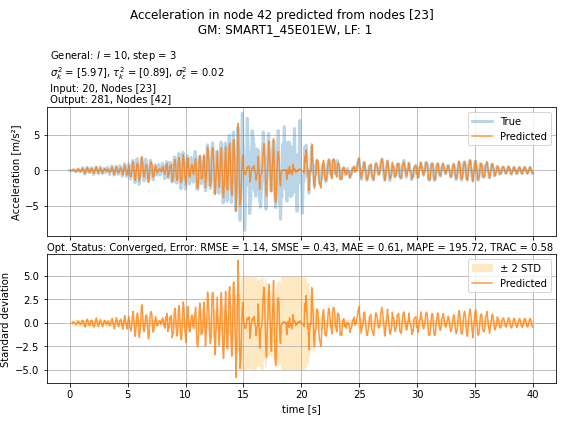 Acceleration in node 42 predicted from nodes [23]
GM: SMART1_45E01EW, LF: 1
General: l = 10, step = 3
σ²ₖ = [5.97], τ²ₖ = [0.89], σ²ε = 0.02
Input: 20, Nodes [23]
Output: 281, Nodes [42]
True
Predicted
Acceleration [m/s²]
5
0
−5
Opt. Status: Converged, Error: RMSE = 1.14, SMSE = 0.43, MAE = 0.61, MAPE = 195.72, TRAC = 0.58
± 2 STD
Predicted
Standard deviation
5.0
2.5
0.0
−2.5
−5.0
0 5 10 15 20 25 30 35 40
time [s]